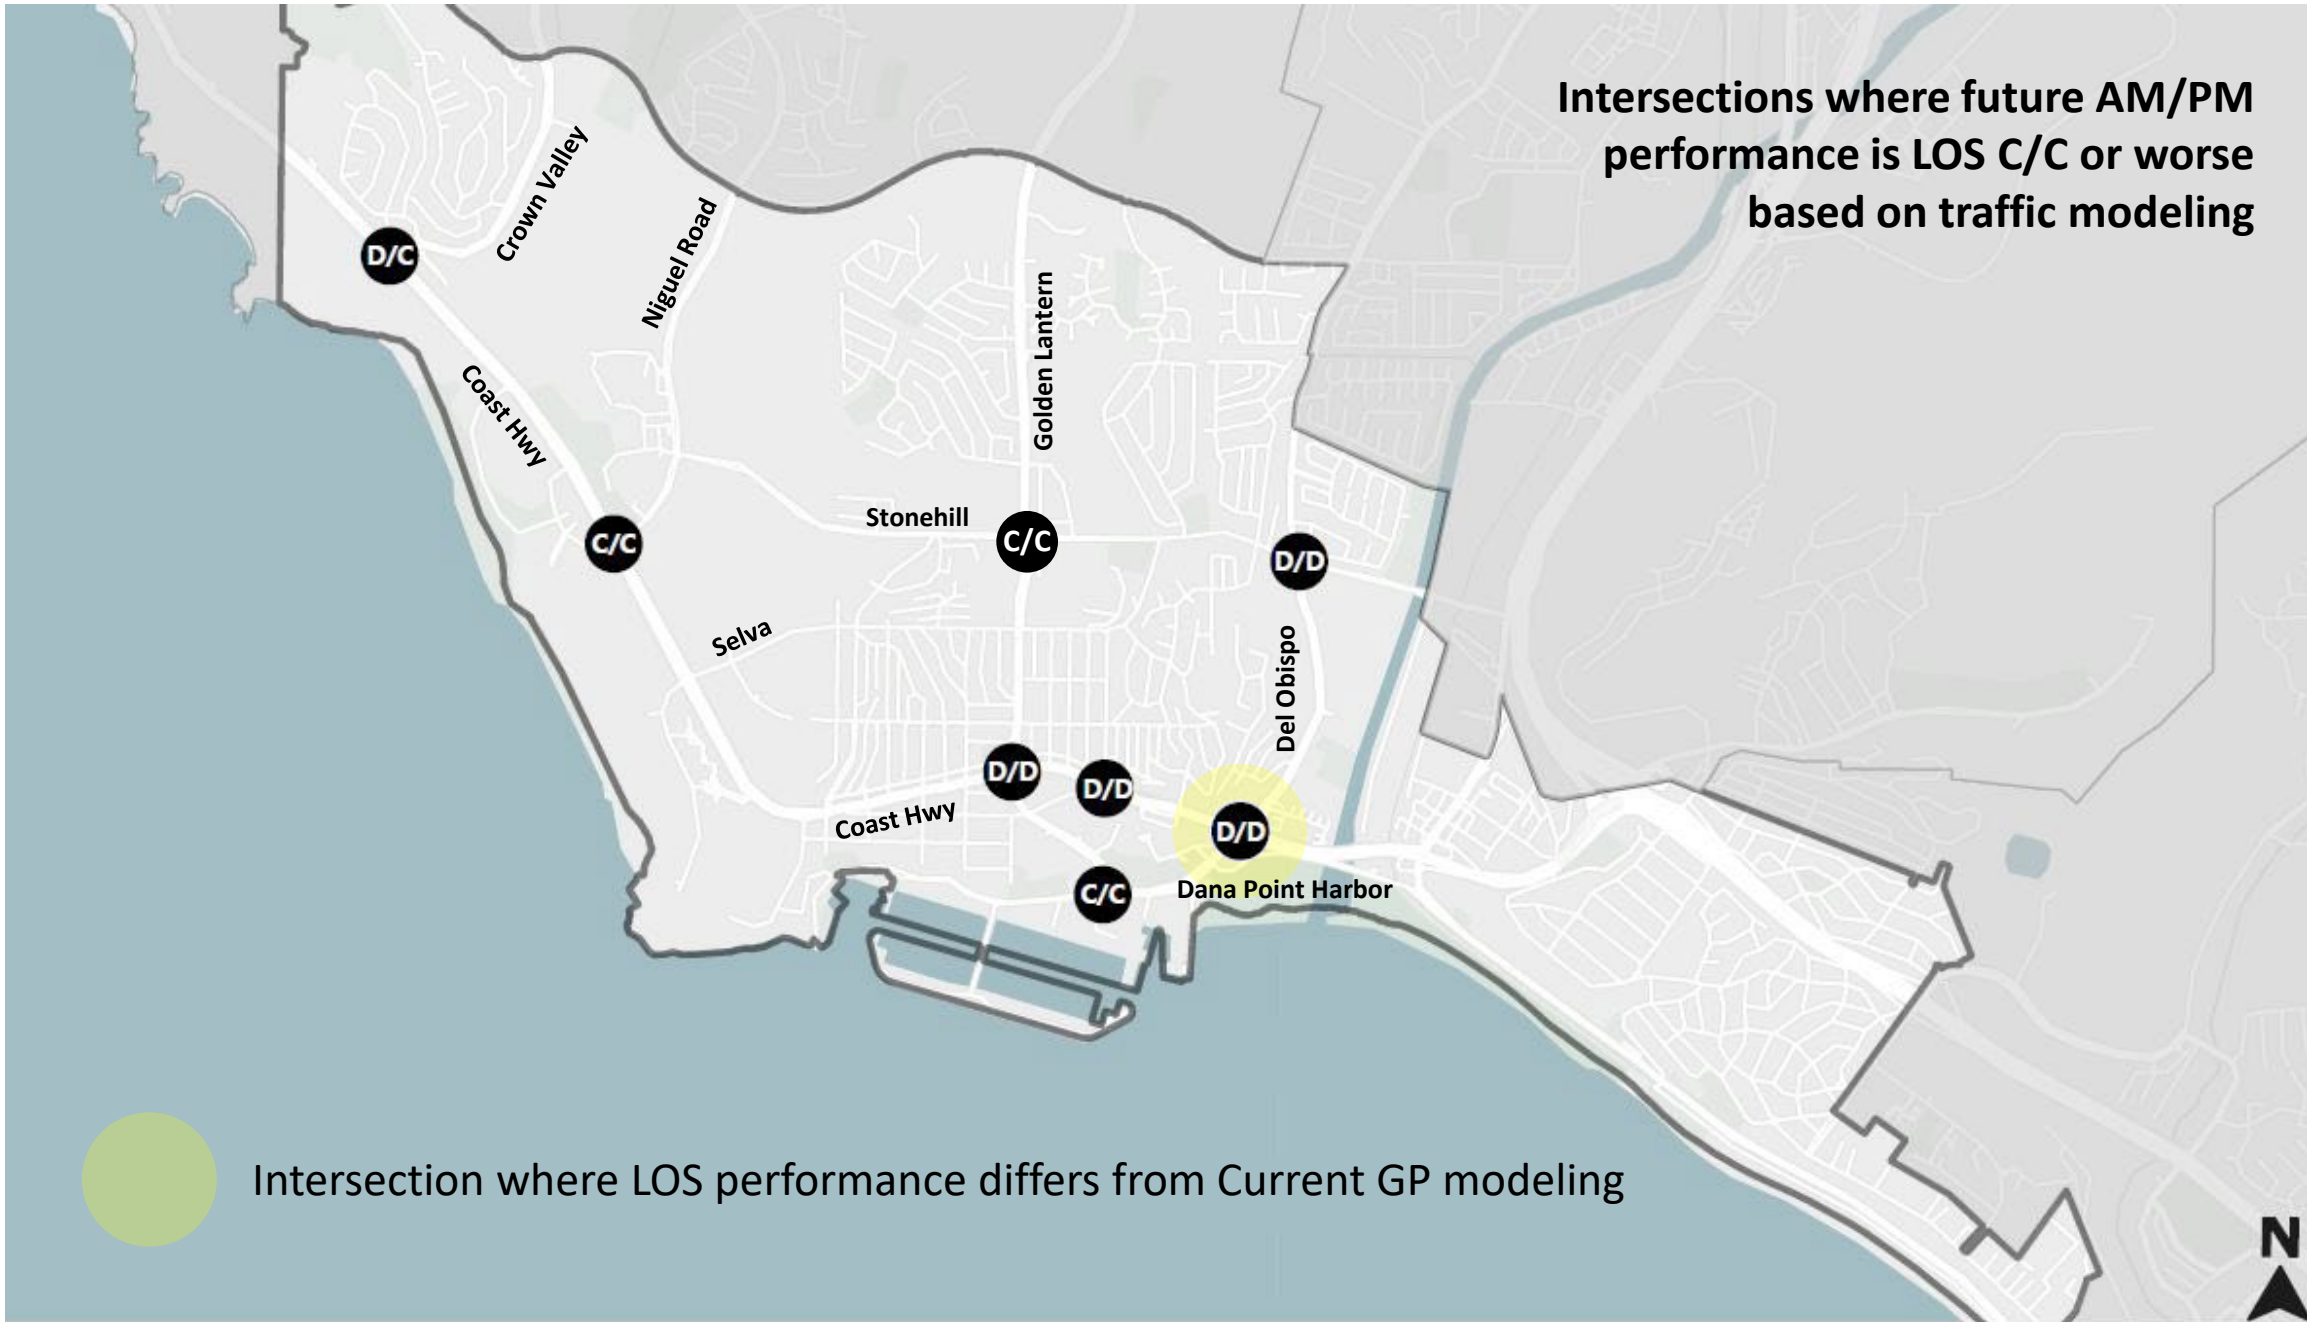 Intersections where future AM/PM
performance is LOS C/C or worse
based on traffic modeling
Crown Valley
Niguel Road
D/C
Golden Lantern
Coast Hwy
Stonehill
C/C
C/C
D/D
Selva
Del Obispo
D/D
D/D
Coast Hwy
D/D
C/C
Dana Point Harbor
Intersection where LOS performance differs from Current GP modeling
N